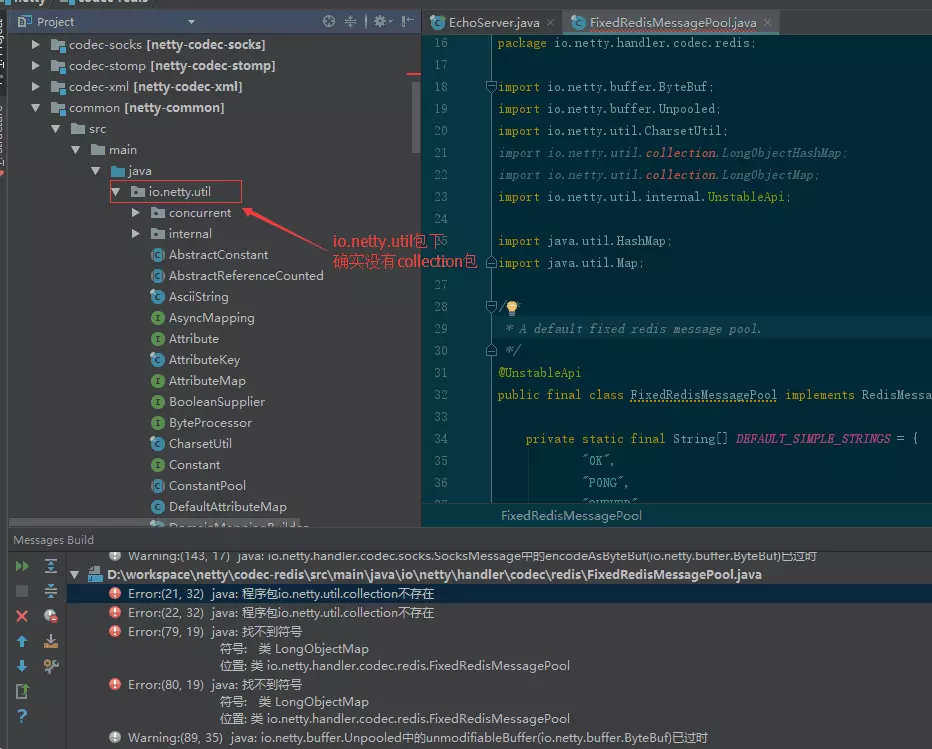 Project
EchoServer.java
FixedRedisMessagePool.java
codec-socks [netty-codec-socks]
codec-stomp [netty-codec-stomp]
codec-xml [netty-codec-xml]
common [netty-common]
src
main
java
io.netty.util
concurrent
internal
AbstractConstant
AbstractReferenceCounted
AsciiString
AsyncMapping
Attribute
AttributeKey
AttributeMap
BooleanSupplier
ByteProcessor
CharsetUtil
Constant
ConstantPool
DefaultAttributeMap
DomainMappingBuilder
io.netty.util包下
确实没有collection包
16 package io.netty.handler.codec.redis;
17
18 import io.netty.buffer.ByteBuf;
19 import io.netty.buffer.Unpooled;
20 import io.netty.util.CharsetUtil;
21 import io.netty.util.collection.LongObjectHashMap;
22 import io.netty.util.collection.LongObjectMap;
23 import io.netty.util.internal.UnstableApi;
24
25 import java.util.HashMap;
26 import java.util.Map;
27
28 /**
29 * A default fixed redis message pool.
30 */
31 @UnstableApi
32 public final class FixedRedisMessagePool implements RedisMessa
33
34 private static final String[] DEFAULT_SIMPLE_STRINGS = {
35 "OK",
36 "PONG",
FixedRedisMessagePool
Messages Build
Warning:(143, 17) java: io.netty.handler.codec.socks.SocksMessage中的encodeAsByteBuf(io.netty.buffer.ByteBuf)已过时
D:\workspace\netty\codec-redis\src\main\java\io\netty\handler\codec\redis\FixedRedisMessagePool.java
Error:(21, 32) java: 程序包io.netty.util.collection不存在
Error:(22, 32) java: 程序包io.netty.util.collection不存在
Error:(79, 19) java: 找不到符号
符号: 类 LongObjectMap
位置: 类 io.netty.handler.codec.redis.FixedRedisMessagePool
Error:(80, 19) java: 找不到符号
符号: 类 LongObjectMap
位置: 类 io.netty.handler.codec.redis.FixedRedisMessagePool
Warning:(89, 35) java: io.netty.buffer.Unpooled中的unmodifiableBuffer(io.netty.buffer.ByteBuf)已过时